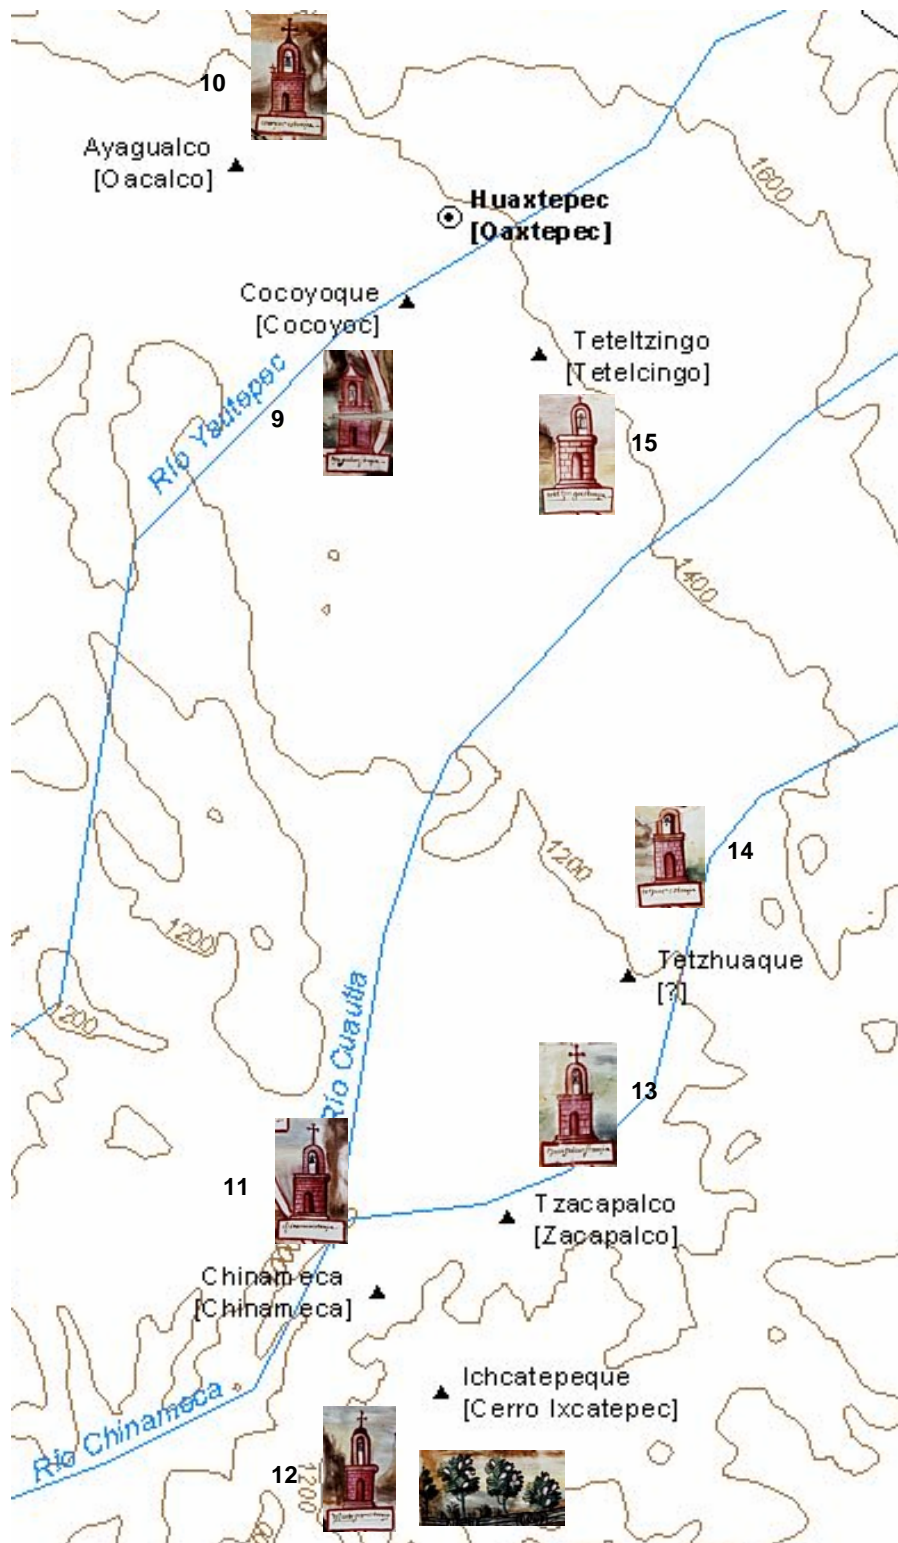 10
Ayagualco
[Oacalco]
1600
Huaxtepec
[Oaxtepec]
Cocoyoque
[Cocoyoc]
Teteltzingo
[Tetelcingo]
Río Yautepec
9
15
1400
14
1200
1200
Tetzhuaque
[?]
1200
Río Cuautla
13
11
Tzacapalco
[Zacapalco]
Chinameca
[Chinameca]
Ichcatepeque
[Cerro Ixcatepec]
Río Chinameca
12
1200